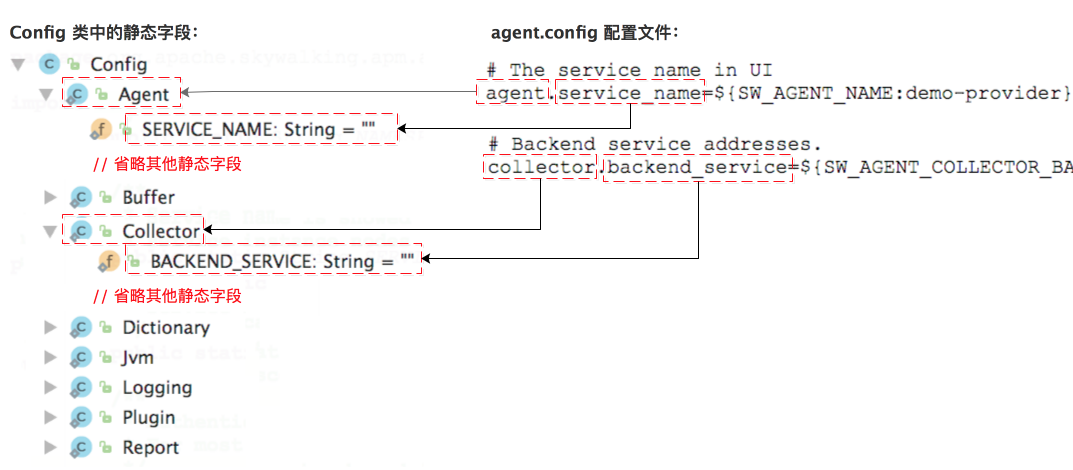 Config 类中的静态字段：
Config
Agent
SERVICE_NAME: String = ""
// 省略其他静态字段
Buffer
Collector
BACKEND_SERVICE: String = ""
// 省略其他静态字段
Dictionary
Jvm
Logging
Plugin
Report
agent.config 配置文件：
# The service name in UI
agent.service_name=${SW_AGENT_NAME:demo-provider}
# Backend service addresses.
collector.backend_service=${SW_AGENT_COLLECTOR_BA